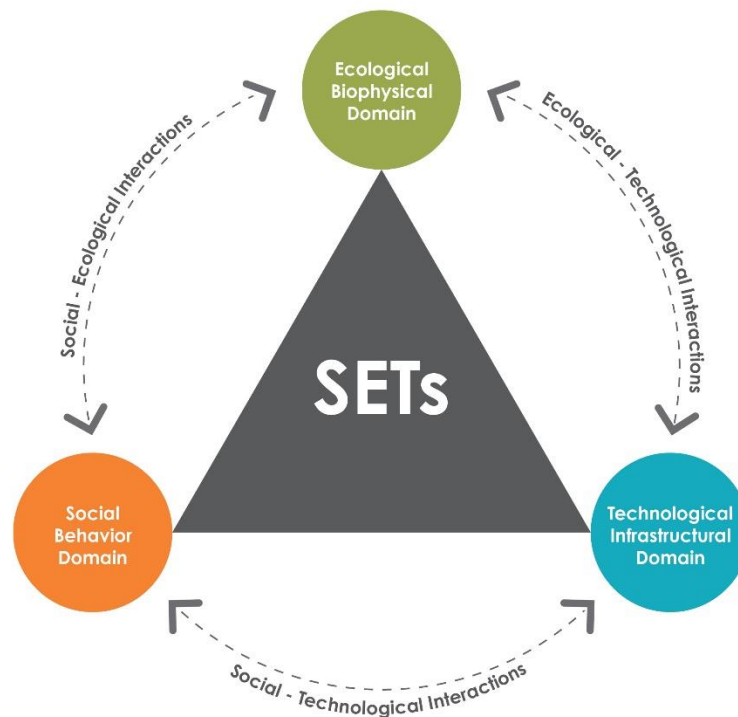 Ecological
Biophysical
Domain
Social - Ecological Interactions
Ecological - Technological Interactions
SETs
Social
Behavior
Domain
Technological
Infrastructural
Domain
Social - Technological Interactions